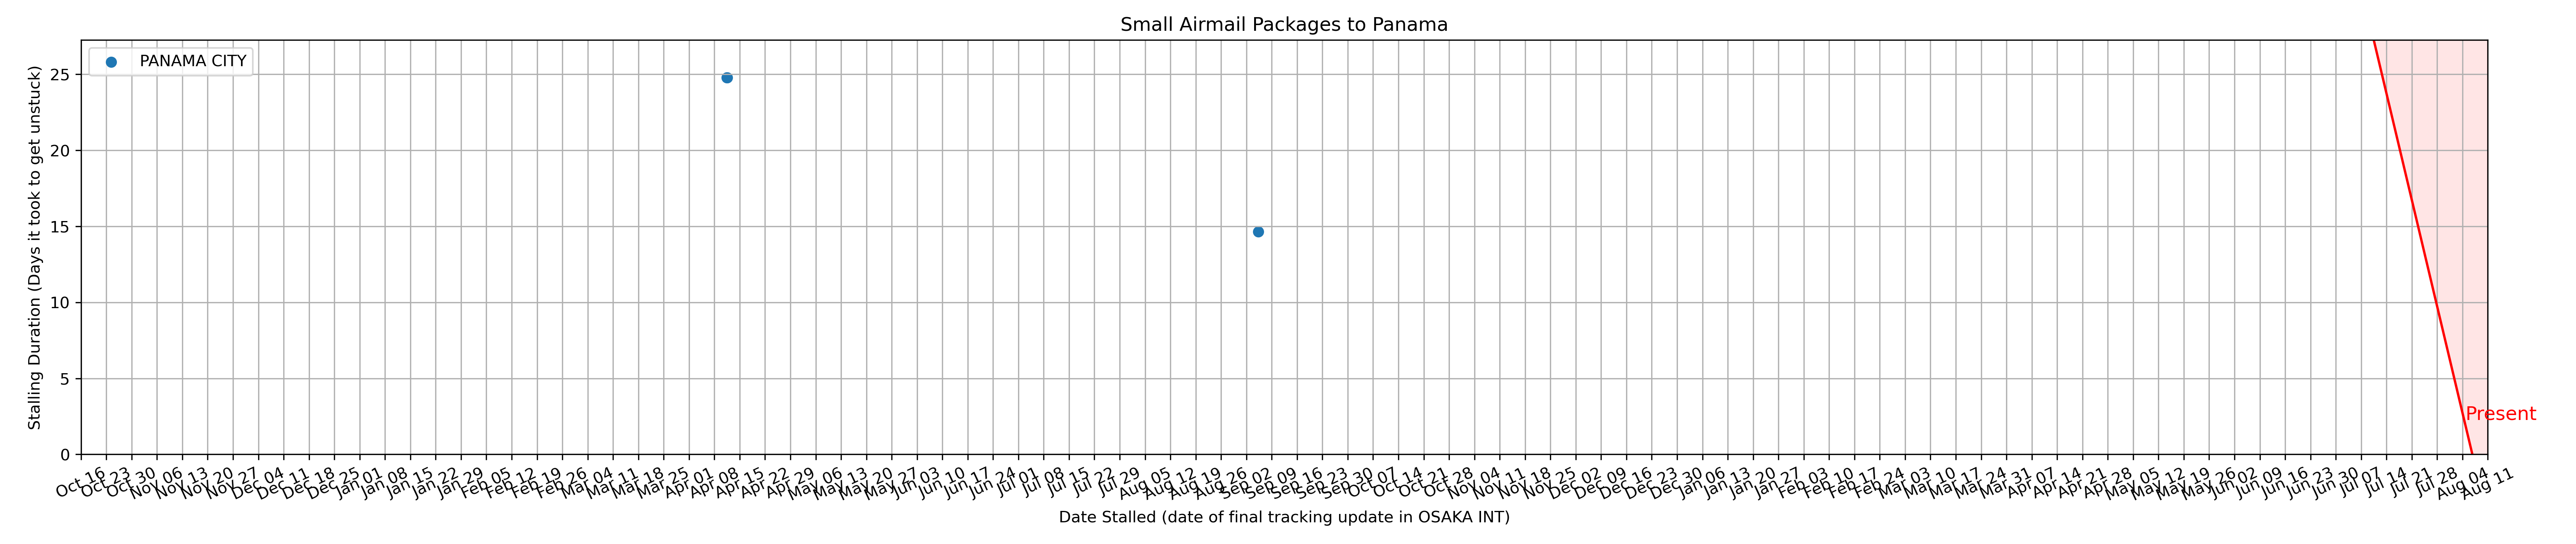 Small Airmail Packages to Panama
PANAMA CITY
Stalling Duration (Days it took to get unstuck)
25
20
15
10
5
0
Present
Oct 16
Oct 23
Oct 30
Nov 06
Nov 13
Nov 20
Nov 27
Dec 04
Dec 11
Dec 18
Dec 25
Jan 01
Jan 08
Jan 15
Jan 22
Jan 29
Feb 05
Feb 12
Feb 19
Feb 26
Mar 04
Mar 11
Mar 18
Mar 25
Apr 01
Apr 08
Apr 15
Apr 22
Apr 29
May 06
May 13
May 20
May 27
Jun 03
Jun 10
Jun 17
Jun 24
Jul 01
Jul 08
Jul 15
Jul 22
Jul 29
Aug 05
Aug 12
Aug 19
Aug 26
Sep 02
Sep 09
Sep 16
Sep 23
Sep 30
Oct 07
Oct 14
Oct 21
Oct 28
Nov 04
Nov 11
Nov 18
Nov 25
Dec 02
Dec 09
Dec 16
Dec 23
Dec 30
Jan 06
Jan 13
Jan 20
Jan 27
Feb 03
Feb 10
Feb 17
Feb 24
Mar 03
Mar 10
Mar 17
Mar 24
Mar 31
Apr 07
Apr 14
Apr 21
Apr 28
May 05
May 12
May 19
May 26
Jun 02
Jun 09
Jun 16
Jun 23
Jun 30
Jul 07
Jul 14
Jul 21
Jul 28
Aug 04
Aug 11
Date Stalled (date of final tracking update in OSAKA INT)